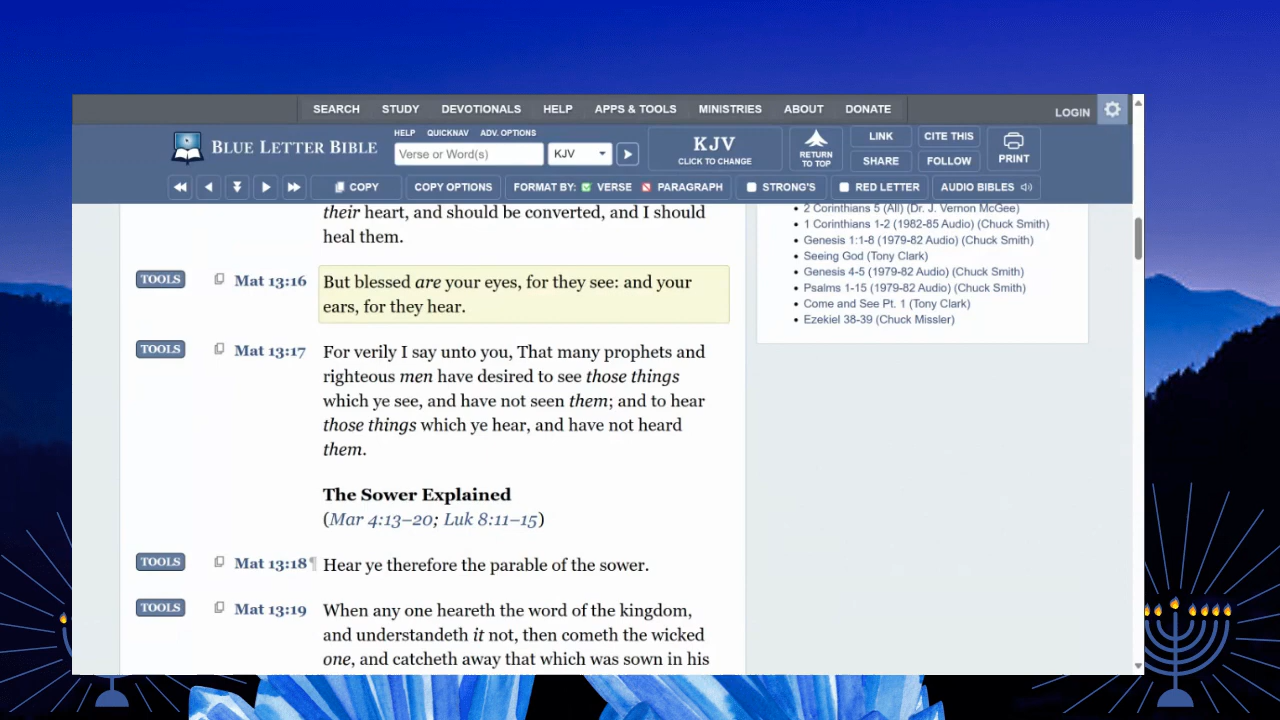 SEARCH STUDY DEVOTIONALS HELP APPS & TOOLS MINISTRIES ABOUT DONATE LOGIN
HELP QUICKNAV ADV. OPTIONS
BLUE LETTER BIBLE
Verse or Word(s) KJV
KJV
CLICK TO CHANGE
RETURN
TO TOP
LINK CITE THIS
SHARE FOLLOW
PRINT
COPY COPY OPTIONS FORMAT BY: VERSE PARAGRAPH STRONG'S RED LETTER AUDIO BIBLES
their heart, and should be converted, and I should
heal them.
TOOLS Mat 13:16 But blessed are your eyes, for they see: and your
ears, for they hear.
TOOLS Mat 13:17 For verily I say unto you, That many prophets and
righteous men have desired to see those things
which ye see, and have not seen them; and to hear
those things which ye hear, and have not heard
them.
The Sower Explained
(Mar 4:13–20; Luk 8:11–15)
TOOLS Mat 13:18 ¶ Hear ye therefore the parable of the sower.
TOOLS Mat 13:19 When any one heareth the word of the kingdom,
and understandeth it not, then cometh the wicked
one, and catcheth away that which was sown in his
• 2 Corinthians 5 (All) (Dr. J. Vernon McGee)
• 1 Corinthians 1-2 (1982-85 Audio) (Chuck Smith)
• Genesis 1:1-8 (1979-82 Audio) (Chuck Smith)
• Seeing God (Tony Clark)
• Genesis 4-5 (1979-82 Audio) (Chuck Smith)
• Psalms 1-15 (1979-82 Audio) (Chuck Smith)
• Come and See Pt. 1 (Tony Clark)
• Ezekiel 38-39 (Chuck Missler)